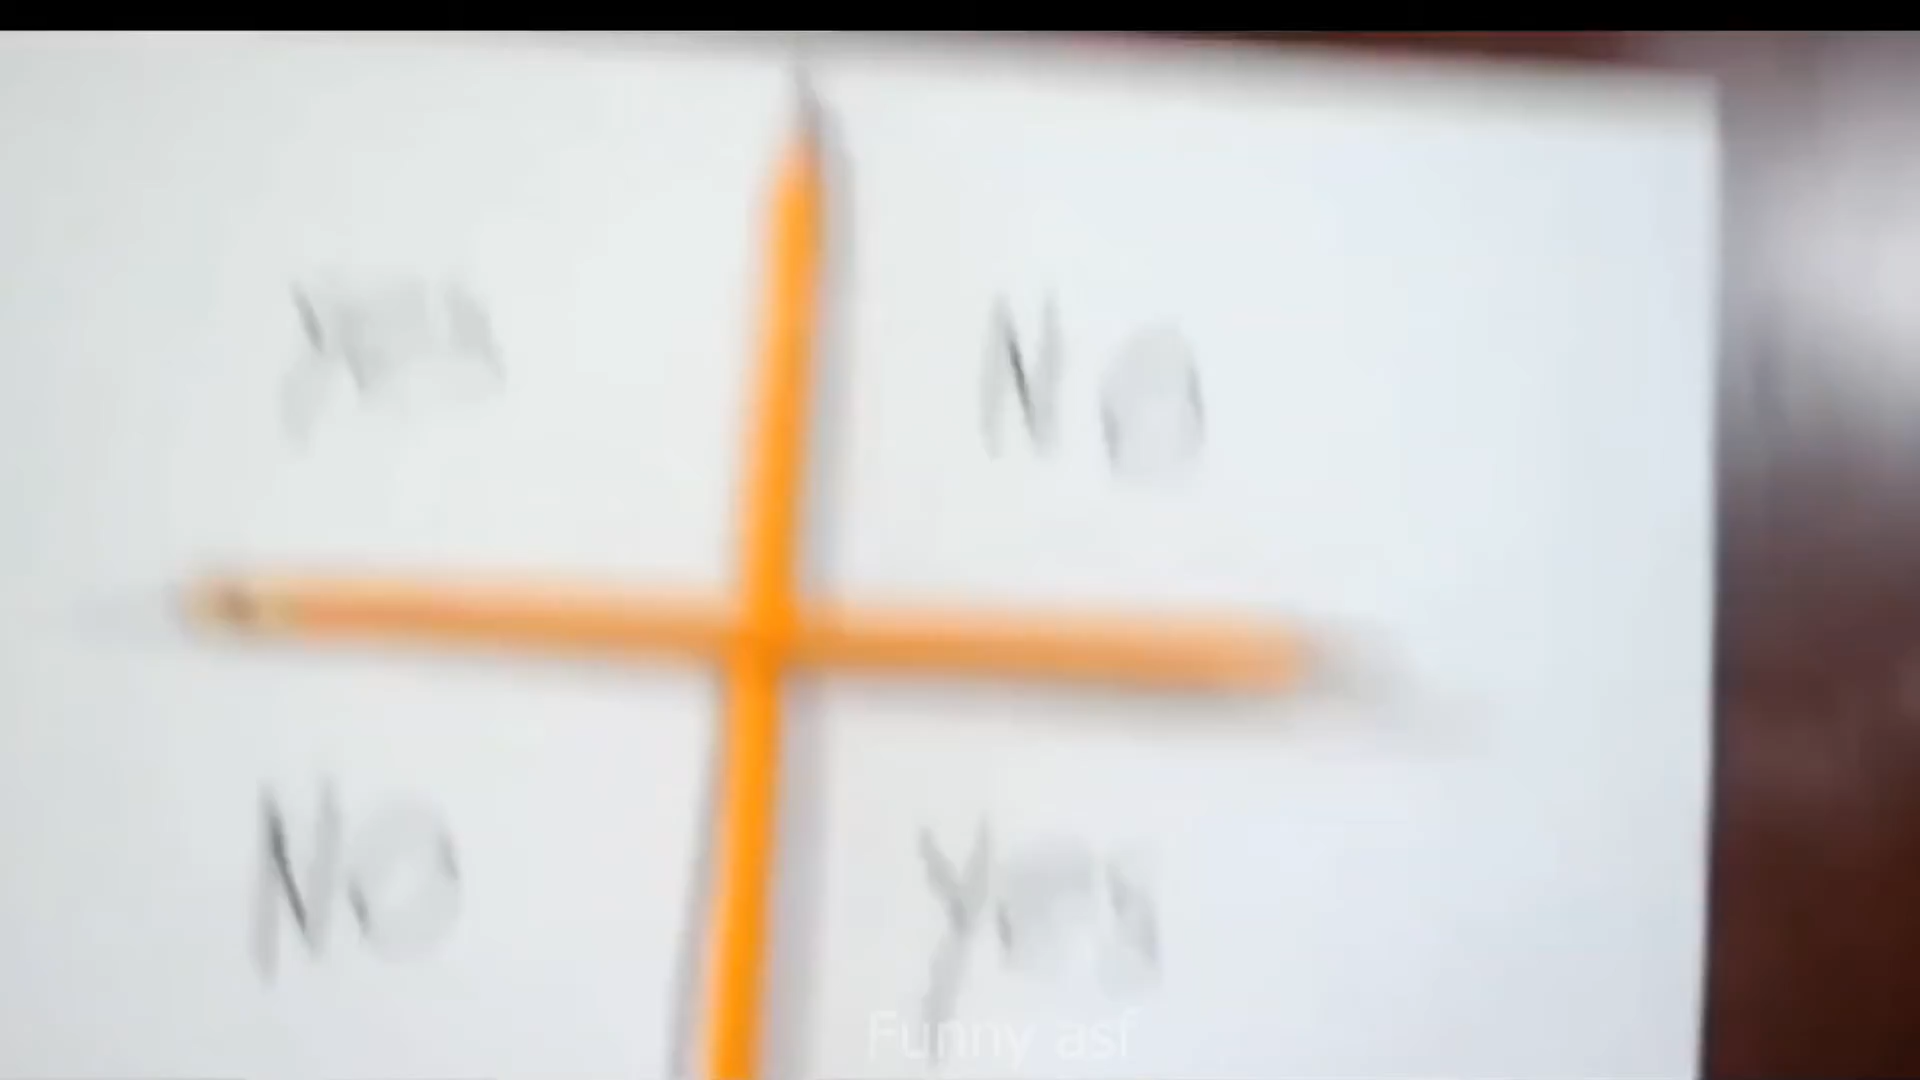 yes No
No yes
Funny asf